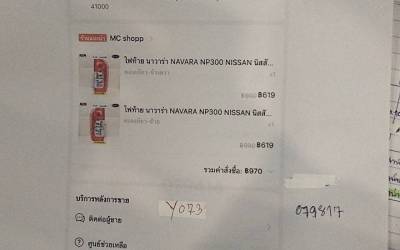 41000
ร้านแนะนำ MC shopp
ไฟท้าย นาวาร่า NAVARA NP300 NISSAN นิสสั...
x1
฿990 ฿619
ไฟท้าย นาวาร่า NAVARA NP300 NISSAN นิสสั...
x1
฿990 ฿619
รวมคำสั่งซื้อ: ฿970
บริการหลังการขาย
Y073
079817
ติดต่อผู้ขาย
ศูนย์ช่วยเหลือ